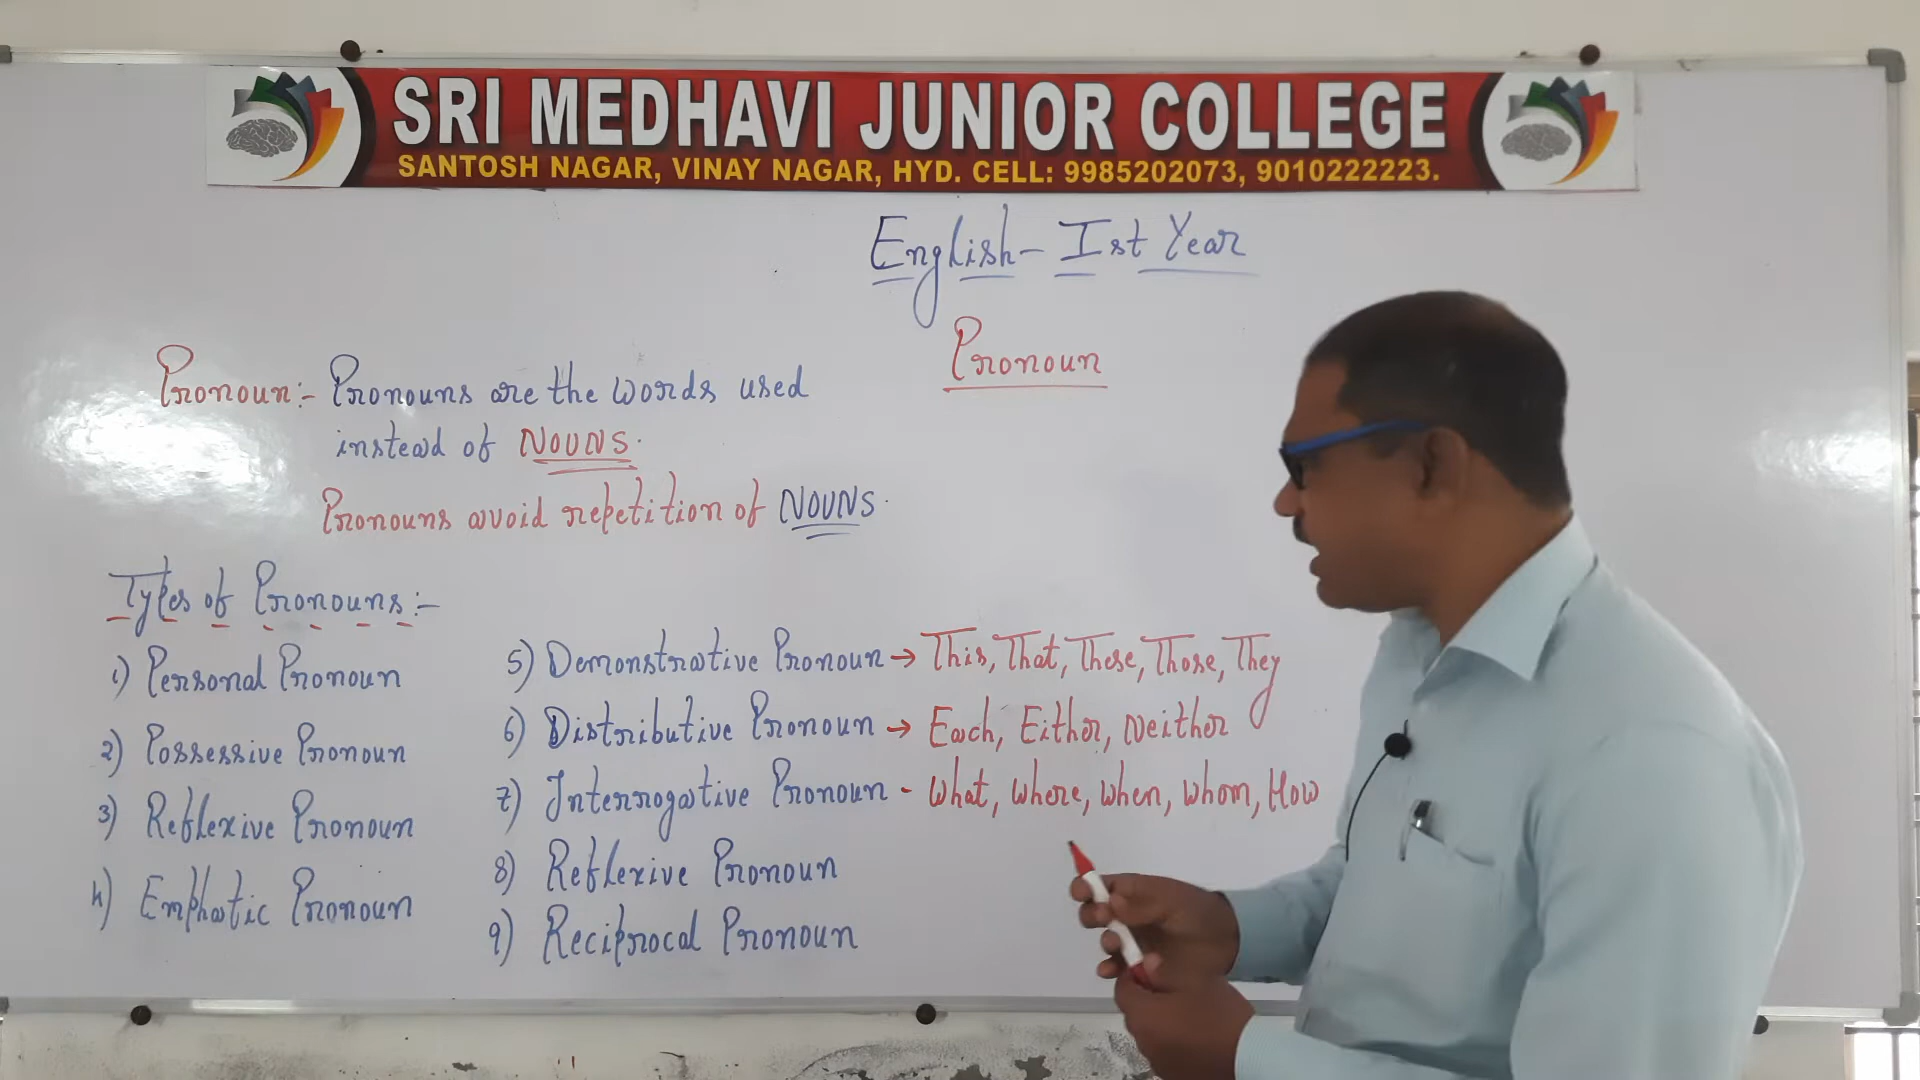 SRI MEDHAVI JUNIOR COLLEGE
SANTOSH NAGAR, VINAY NAGAR, HYD. CELL: 9985202073, 9010222223.
English - Ist Year
Pronoun
Pronoun:- Pronouns are the words used
instead of NOUNS.
Pronouns avoid repetition of NOUNS.
Types of Pronouns:-
1) Personal Pronoun
2) Possessive Pronoun
3) Reflexive Pronoun
4) Emphatic Pronoun
5) Demonstrative Pronoun → This, That, These, Those, They
6) Distributive Pronoun → Each, Either, Neither
7) Interrogative Pronoun - What, where, when, whom, How
8) Reflexive Pronoun
9) Reciprocal Pronoun